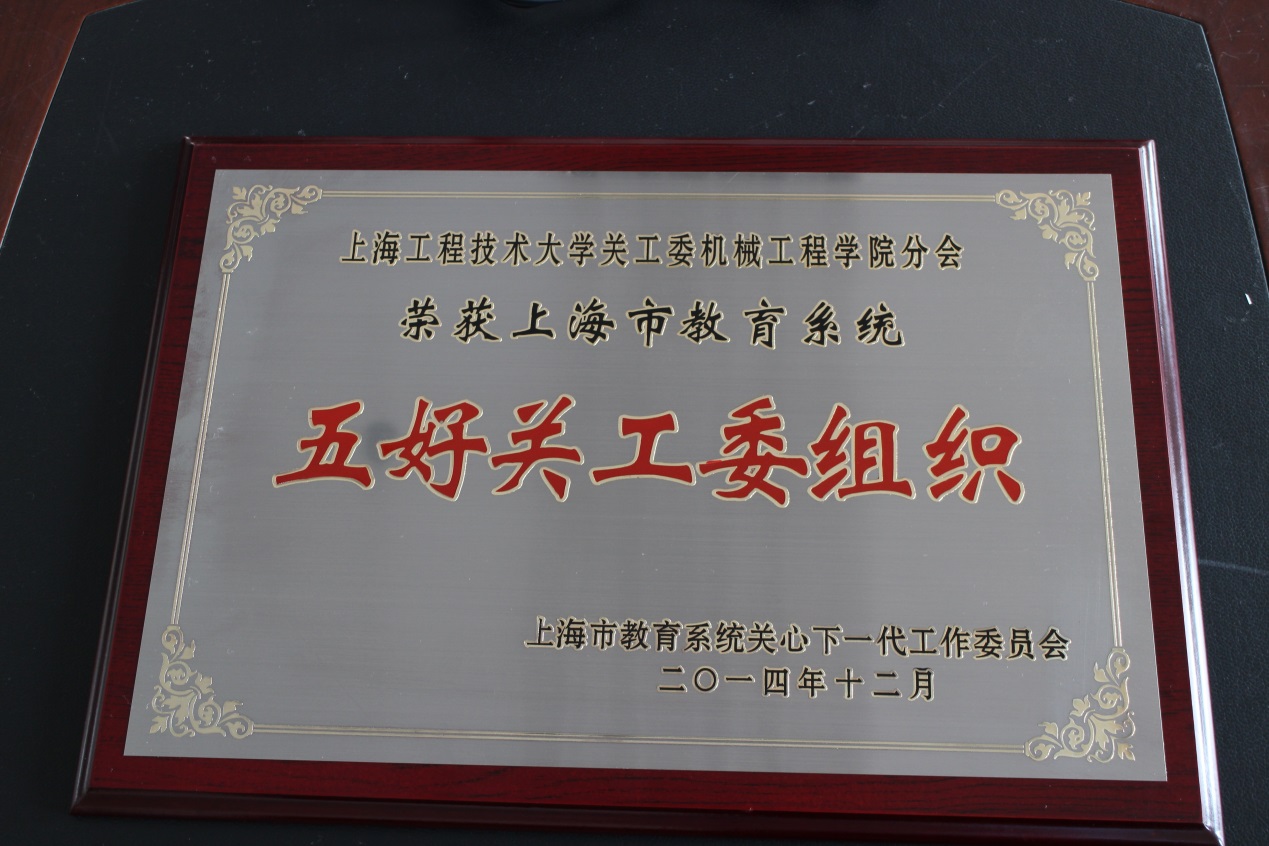 上海工程技术大学关工委机械工程学院分会
荣获上海市教育系统
五好关工委组织
上海市教育系统关心下一代工作委员会
二〇一四年十二月